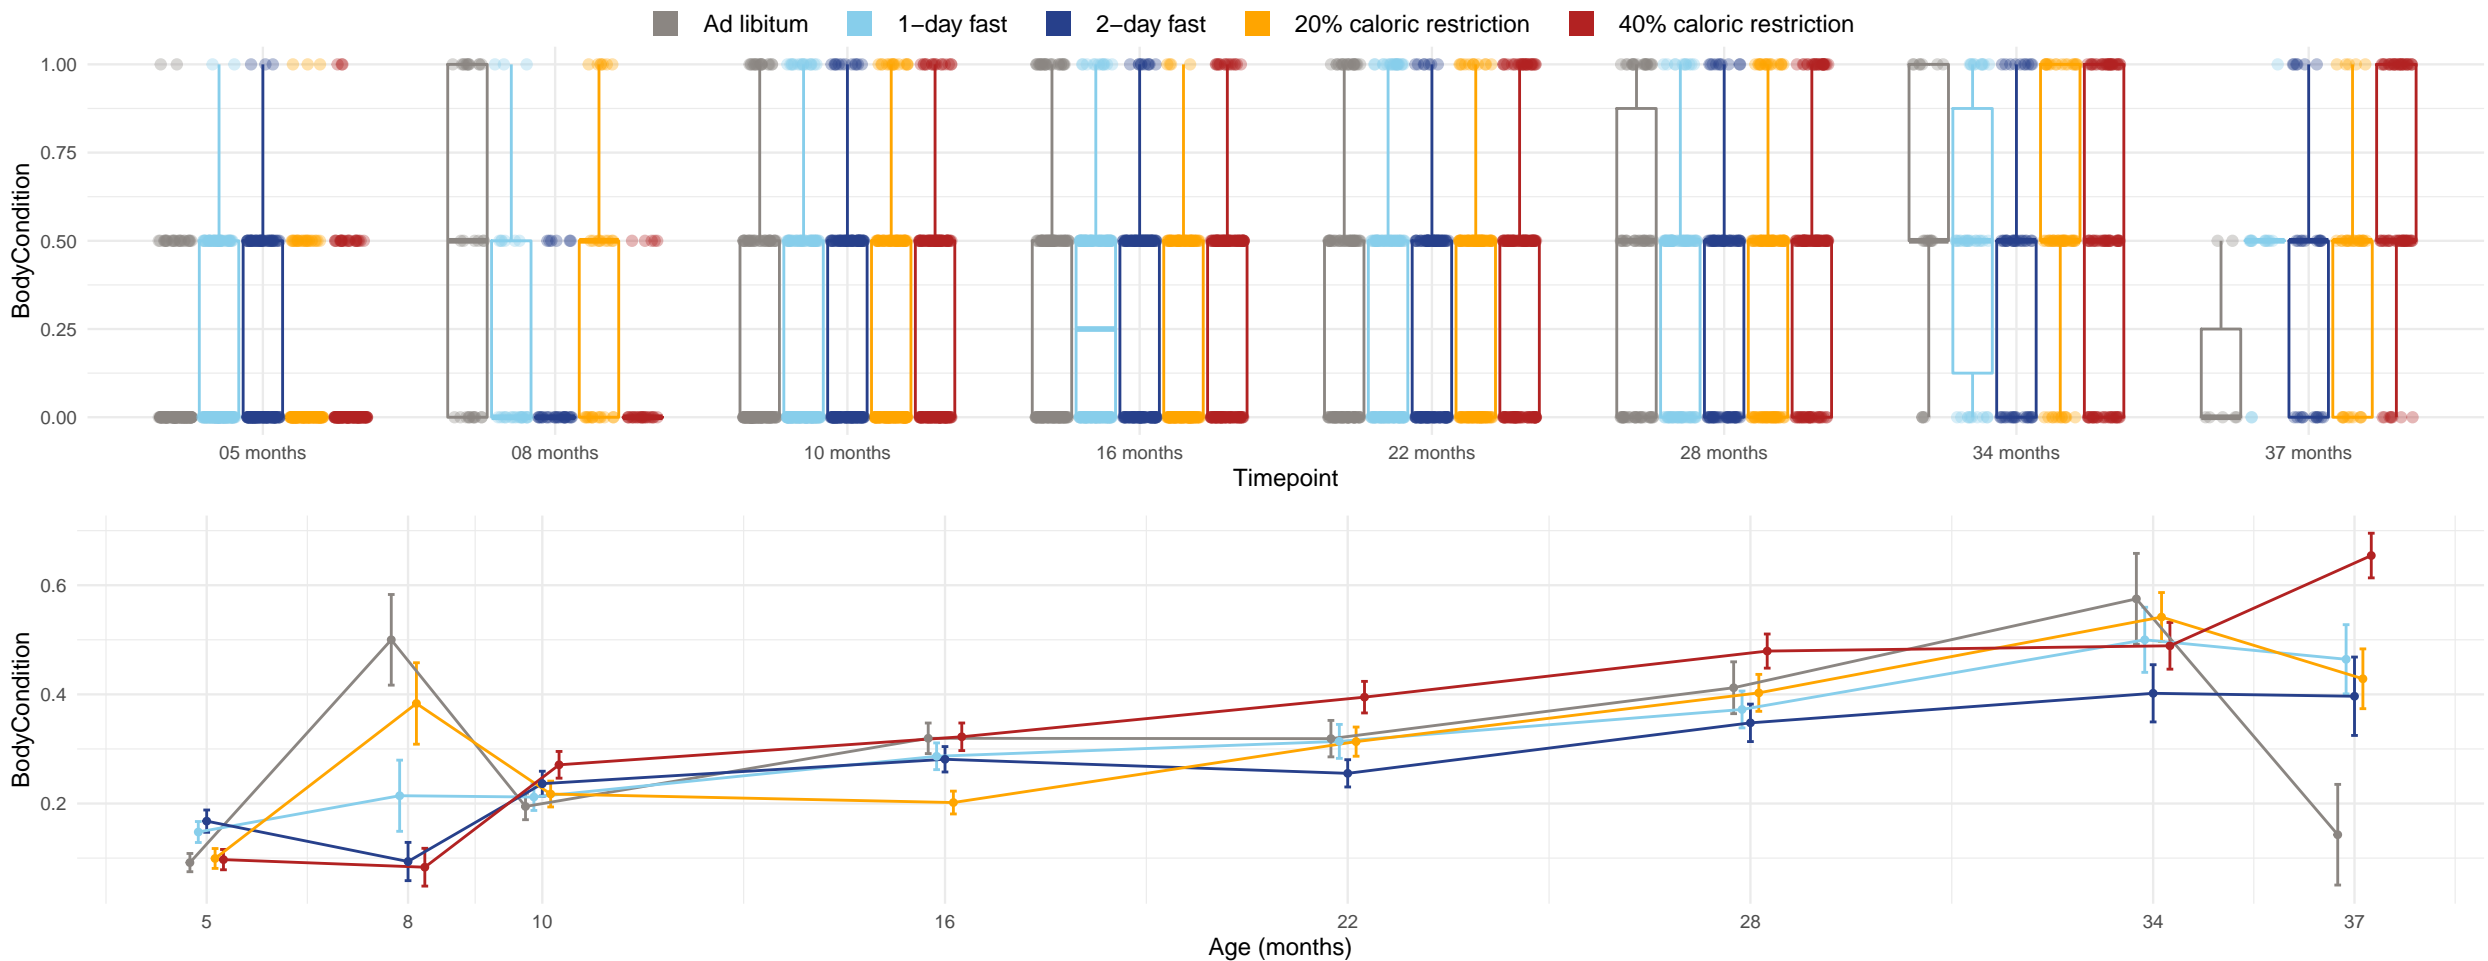 Ad libitum 1−day fast 2−day fast 20% caloric restriction 40% caloric restriction
1.00
0.75
0.50
0.25
0.00
BodyCondition
05 months 08 months 10 months 16 months 22 months 28 months 34 months 37 months
Timepoint
0.6
0.4
0.2
BodyCondition
5 8 10 16 22 28 34 37
Age (months)